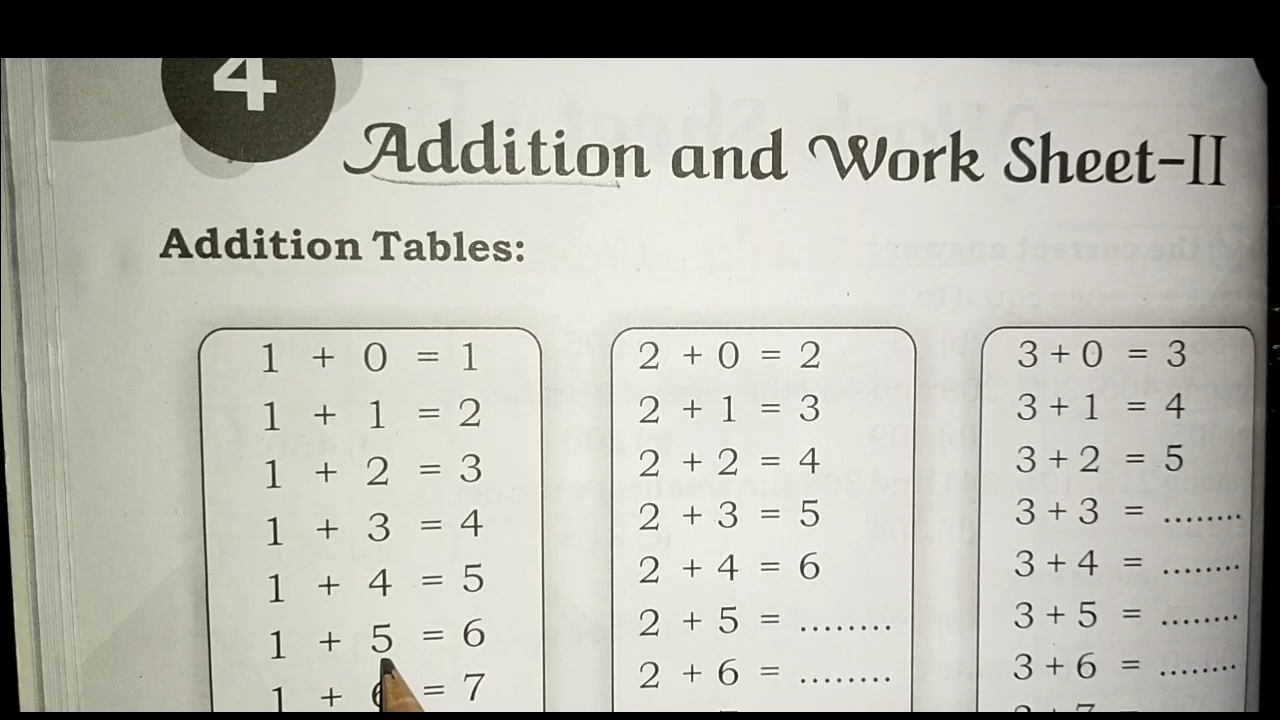 4
Addition and Work Sheet-II
Addition Tables:
1 + 0 = 1
1 + 1 = 2
1 + 2 = 3
1 + 3 = 4
1 + 4 = 5
1 + 5 = 6
1 + 6 = 7
2 + 0 = 2
2 + 1 = 3
2 + 2 = 4
2 + 3 = 5
2 + 4 = 6
2 + 5 = ........
2 + 6 = ........
3 + 0 = 3
3 + 1 = 4
3 + 2 = 5
3 + 3 = ........
3 + 4 = ........
3 + 5 = ........
3 + 6 = ........